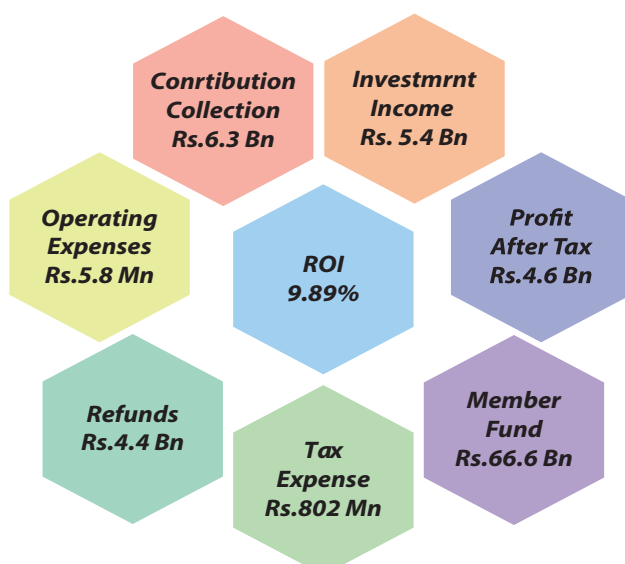 Conrtibution
Collection
Rs.6.3 Bn
Investmrnt
Income
Rs. 5.4 Bn
Operating
Expenses
Rs.5.8 Mn
ROI
9.89%
Profit
After Tax
Rs.4.6 Bn
Refunds
Rs.4.4 Bn
Tax
Expense
Rs.802 Mn
Member
Fund
Rs.66.6 Bn